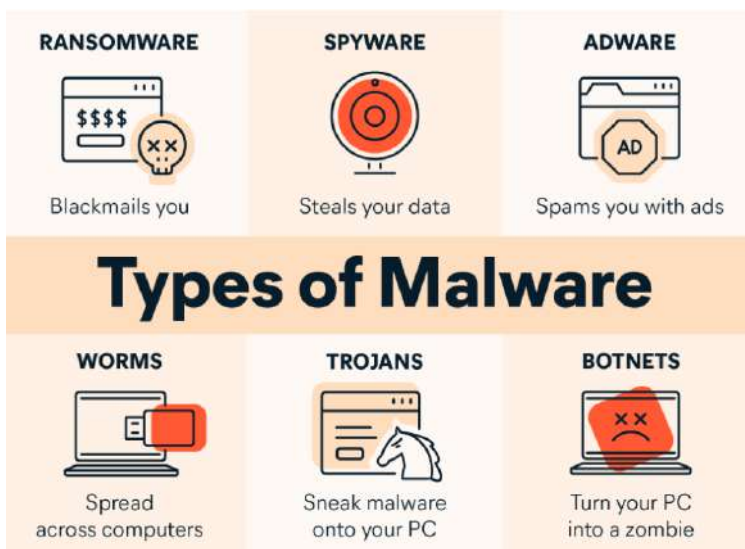 RANSOMWARE
SPYWARE
ADWARE
$$$$
AD
Blackmails you
Steals your data
Spams you with ads
Types of Malware
WORMS
TROJANS
BOTNETS
Spread
across computers
Sneak malware
onto your PC
Turn your PC
into a zombie